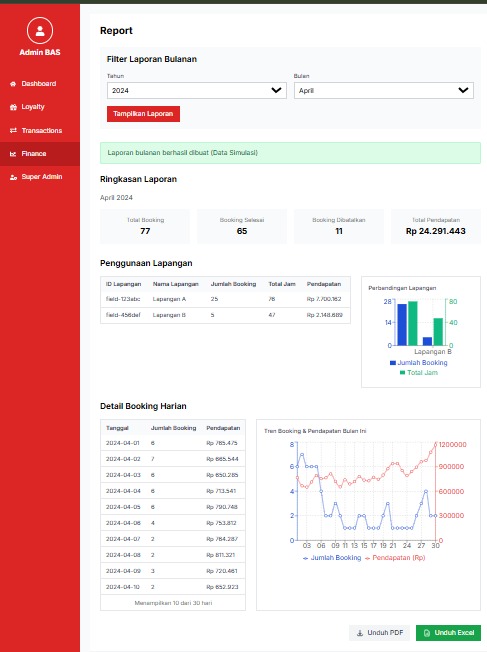 Admin BAS
Dashboard
Loyalty
Transactions
Finance
Super Admin
Report
Filter Laporan Bulanan
Tahun
Bulan
2024
April
Tampilkan Laporan
Laporan bulanan berhasil dibuat (Data Simulasi)
Ringkasan Laporan
April 2024
Total Booking
77
Booking Selesai
65
Booking Dibatalkan
11
Total Pendapatan
Rp 24.291.443
Penggunaan Lapangan
ID Lapangan Nama Lapangan Jumlah Booking Total Jam Pendapatan
field-123abc Lapangan A 25 76 Rp 7.700.162
field-456def Lapangan B 5 47 Rp 2.148.689
Perbandingan Lapangan
28 80
14 40
0 0
Lapangan B
Jumlah Booking
Total Jam
Detail Booking Harian
Tanggal Jumlah Booking Pendapatan
2024-04-01 6 Rp 765.475
2024-04-02 7 Rp 665.544
2024-04-03 6 Rp 650.285
2024-04-04 6 Rp 713.541
2024-04-05 6 Rp 790.748
2024-04-06 4 Rp 753.812
2024-04-07 2 Rp 764.287
2024-04-08 2 Rp 811.321
2024-04-09 3 Rp 720.461
2024-04-10 2 Rp 652.923
Menampilkan 10 dari 30 hari
Tren Booking & Pendapatan Bulan Ini
8 1200000
6 900000
4 600000
2 300000
0 0
03 06 09 11 13 15 17 19 21 24 27 30
Jumlah Booking Pendapatan (Rp)
Unduh PDF
Unduh Excel